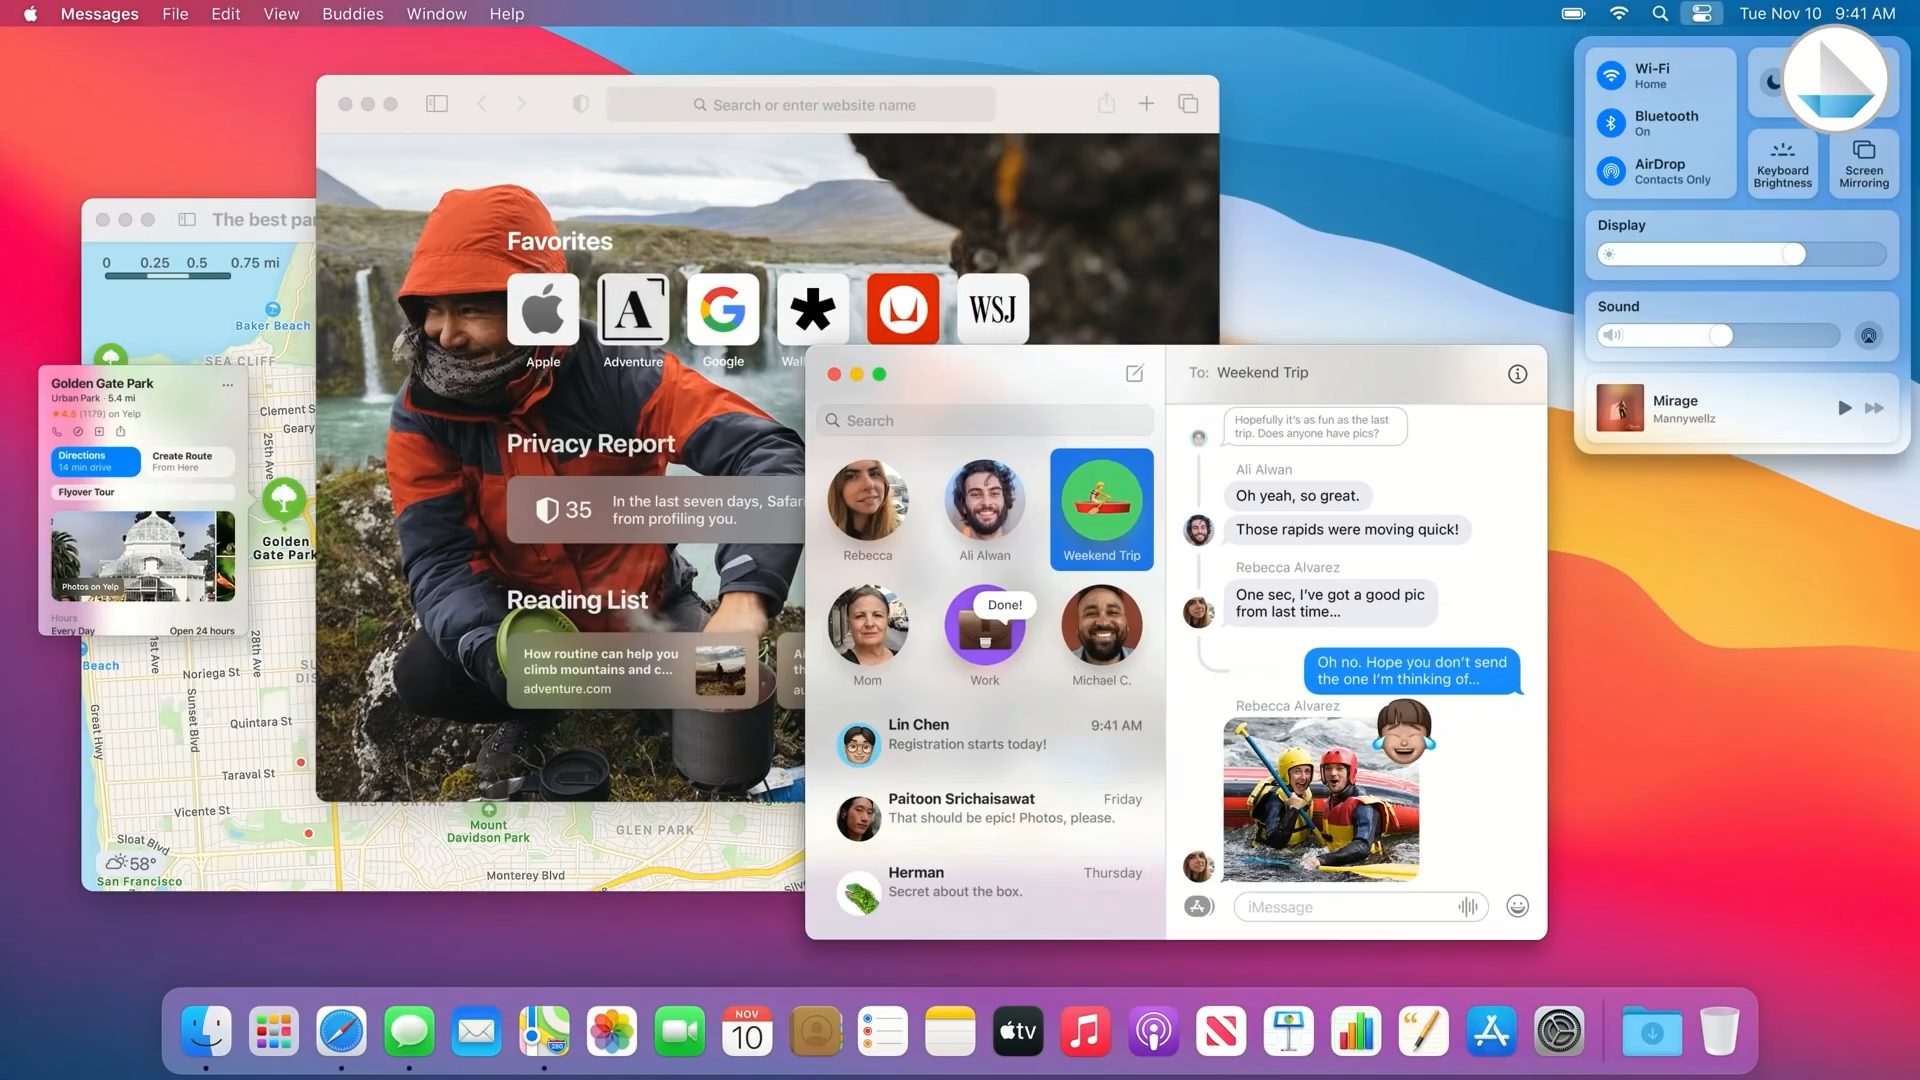 Messages File Edit View Buddies Window Help
Tue Nov 10 9:41 AM
Wi-Fi
Home
Bluetooth
On
AirDrop
Contacts Only
Keyboard
Brightness
Screen
Mirroring
Display
Sound
Mirage
Mannywellz
Search or enter website name
Favorites
A
WSJ
Apple
Adventure
Google
Privacy Report
35
In the last seven days, Safari
from profiling you.
Reading List
How routine can help you
climb mountains and c...
adventure.com
The best pa
0 0.25 0.5 0.75 mi
Baker Beach
SEA CLIFF
Clement S
Geary
25th Ave
Golden
Gate Park
28th Ave
Beach
1st Ave
Noriega St
Sunset Blvd
Great Hwy
Quintara St
Taraval St
Vicente St
Sloat Blvd
58°
San Francisco
WEST PORTAL
Mount
Davidson Park
GLEN PARK
Monterey Blvd
Golden Gate Park
...
Urban Park · 5.4 mi
★4.5 (1179) on Yelp
Directions
14 min drive
Create Route
From Here
Flyover Tour
Photos on Yelp
Hours
Every Day
Open 24 hours
Search
Rebecca
Ali Alwan
Weekend Trip
Done!
Mom
Work
Michael C.
Lin Chen 9:41 AM
Registration starts today!
Paitoon Srichaisawat Friday
That should be epic! Photos, please.
Herman Thursday
Secret about the box.
To: Weekend Trip
Hopefully it's as fun as the last
trip. Does anyone have pics?
Ali Alwan
Oh yeah, so great.
Those rapids were moving quick!
Rebecca Alvarez
One sec, I've got a good pic
from last time...
Oh no. Hope you don't send
the one I'm thinking of...
Rebecca Alvarez
iMessage
280
NOV
10
tv